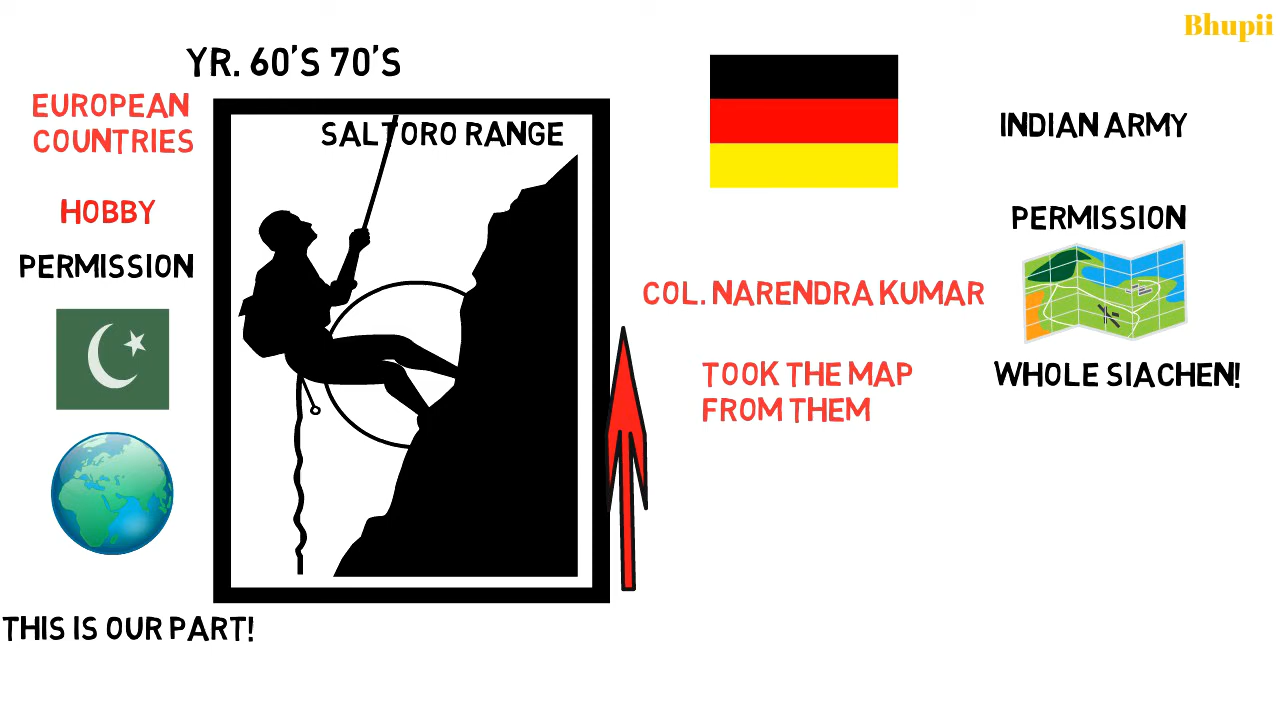 Bhupii
YR. 60'S 70'S
EUROPEAN
COUNTRIES
HOBBY
PERMISSION
THIS IS OUR PART!
SALTORO RANGE
COL. NARENDRA KUMAR
TOOK THE MAP
FROM THEM
INDIAN ARMY
PERMISSION
WHOLE SIACHEN!